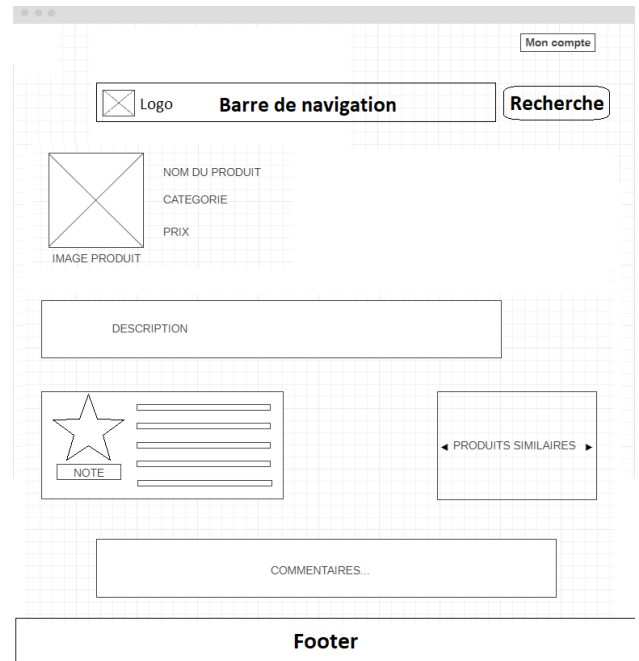 Mon compte
Logo
Barre de navigation
Recherche
NOM DU PRODUIT
CATEGORIE
PRIX
IMAGE PRODUIT
DESCRIPTION
NOTE
PRODUITS SIMILAIRES
COMMENTAIRES...
Footer